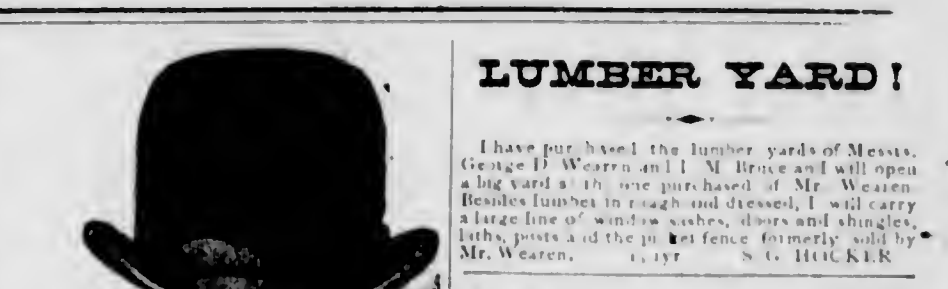 LUMBER YARD!
I have purchased the lumber yards of Messrs.
George D. Wearen and M. Bruce and will open
a big yard at the one purchased of Mr. Wearen
Besides lumber in rough and dressed, I will carry
a large line of window sashes, doors and shingles,
laths, posts and the picket fence formerly sold by
Mr. Wearen. 1yr S. G. HOCKER